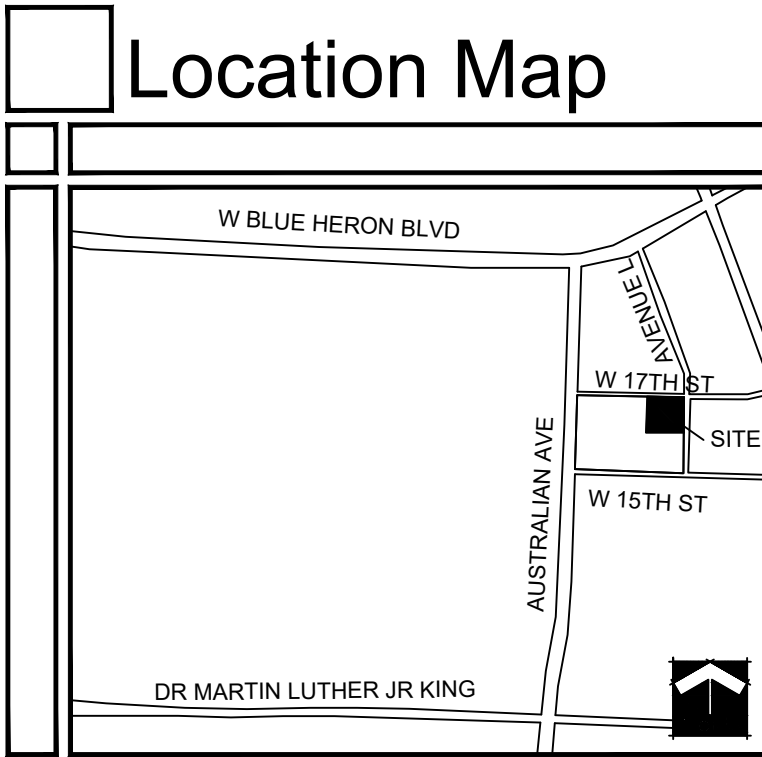 Location Map
W BLUE HERON BLVD
AVENUE L
W 17TH ST
SITE
AUSTRALIAN AVE
W 15TH ST
DR MARTIN LUTHER JR KING